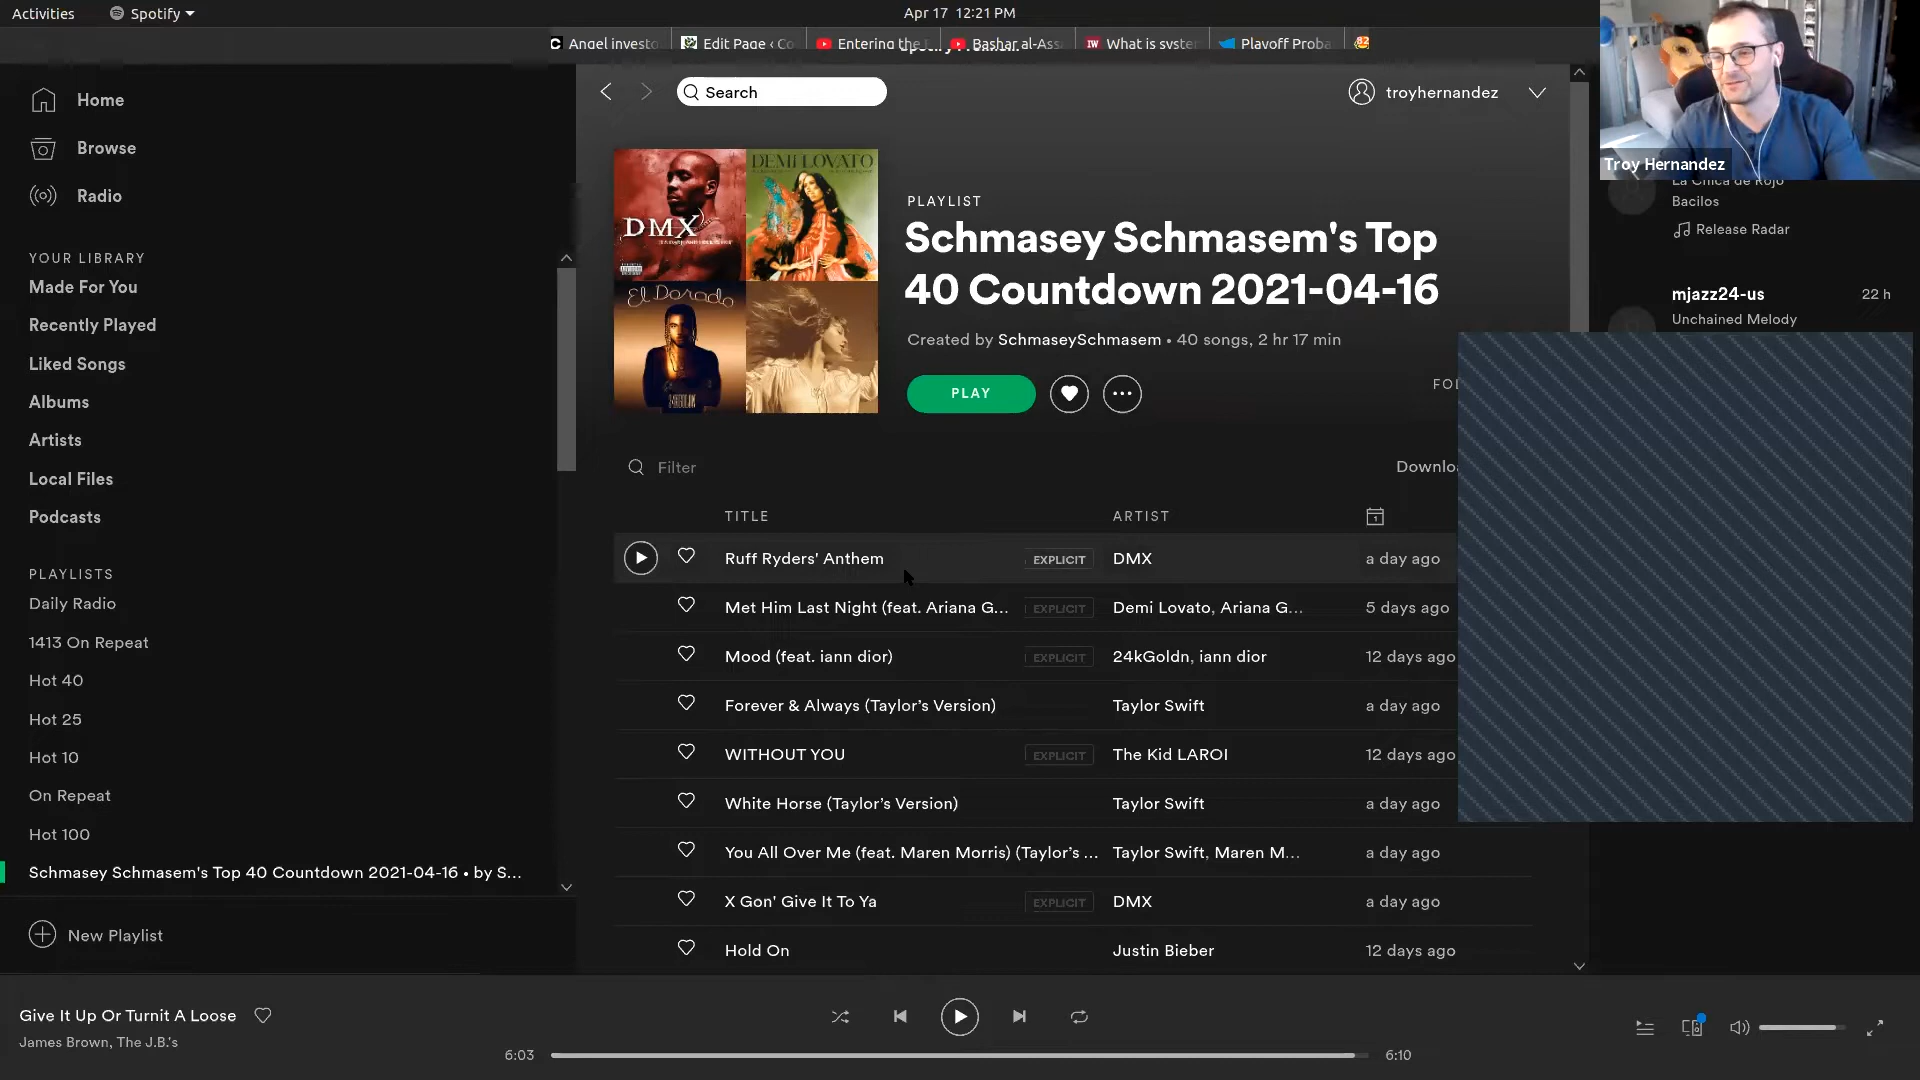 Activities
Spotify
Apr 17 12:21 PM
Angel investo
Edit Page ‹ Co
Entering the
Bashar al-Ass
What is syste
Playoff Proba
Home
Browse
Radio
YOUR LIBRARY
Made For You
Recently Played
Liked Songs
Albums
Artists
Local Files
Podcasts
PLAYLISTS
Daily Radio
1413 On Repeat
Hot 40
Hot 25
Hot 10
On Repeat
Hot 100
Schmasey Schmasem's Top 40 Countdown 2021-04-16 • by S...
New Playlist
Search
troyhernandez
DMX
DEMI LOVATO
El Dorado
PLAYLIST
Schmasey Schmasem's Top
40 Countdown 2021-04-16
Created by SchmaseySchmasem • 40 songs, 2 hr 17 min
PLAY
FOL
Filter
Downlo
TITLE ARTIST
Ruff Ryders' Anthem EXPLICIT DMX a day ago
Met Him Last Night (feat. Ariana G... EXPLICIT Demi Lovato, Ariana G... 5 days ago
Mood (feat. iann dior) EXPLICIT 24kGoldn, iann dior 12 days ago
Forever & Always (Taylor's Version) Taylor Swift a day ago
WITHOUT YOU EXPLICIT The Kid LAROI 12 days ago
White Horse (Taylor's Version) Taylor Swift a day ago
You All Over Me (feat. Maren Morris) (Taylor's ... Taylor Swift, Maren M... a day ago
X Gon' Give It To Ya EXPLICIT DMX a day ago
Hold On Justin Bieber 12 days ago
Troy Hernandez
La Chica de Rojo
Bacilos
Release Radar
mjazz24-us 22 h
Unchained Melody
Give It Up Or Turnit A Loose
James Brown, The J.B.'s
6:03
6:10